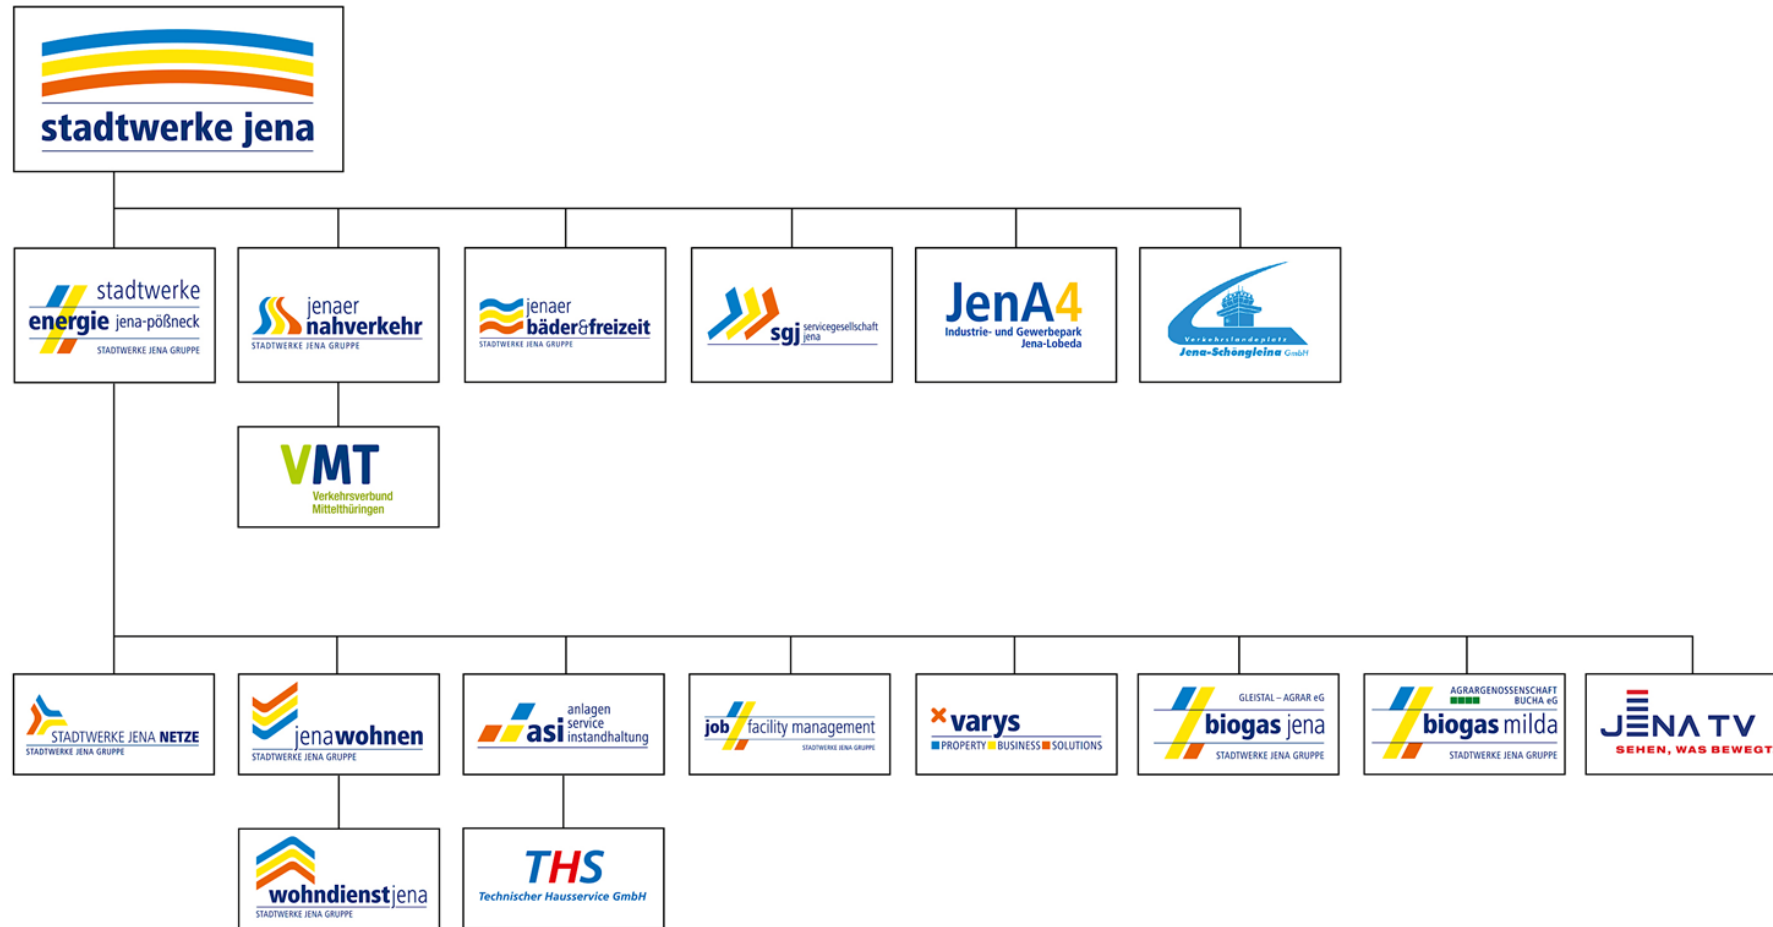 stadtwerke jena
stadtwerke
energie jena-pößneck
STADTWERKE JENA GRUPPE
jenaer
nahverkehr
STADTWERKE JENA GRUPPE
jenaer
bäder&freizeit
STADTWERKE JENA GRUPPE
sgj servicegesellschaft
jena
JenA4
Industrie- und Gewerbepark
Jena-Lobeda
Verkehrslandeplatz
Jena-Schöngleina GmbH
VMT
Verkehrsverbund
Mittelthüringen
STADTWERKE JENA NETZE
STADTWERKE JENA GRUPPE
jenawohnen
STADTWERKE JENA GRUPPE
asi anlagen
service
instandhaltung
job facility management
STADTWERKE JENA GRUPPE
varys
PROPERTY BUSINESS SOLUTIONS
GLEISTAL – AGRAR eG
biogas jena
STADTWERKE JENA GRUPPE
AGRARGENOSSENSCHAFT
BUCHA eG
biogas milda
STADTWERKE JENA GRUPPE
JENA TV
SEHEN, WAS BEWEGT
wohndienstjena
STADTWERKE JENA GRUPPE
THS
Technischer Hausservice GmbH